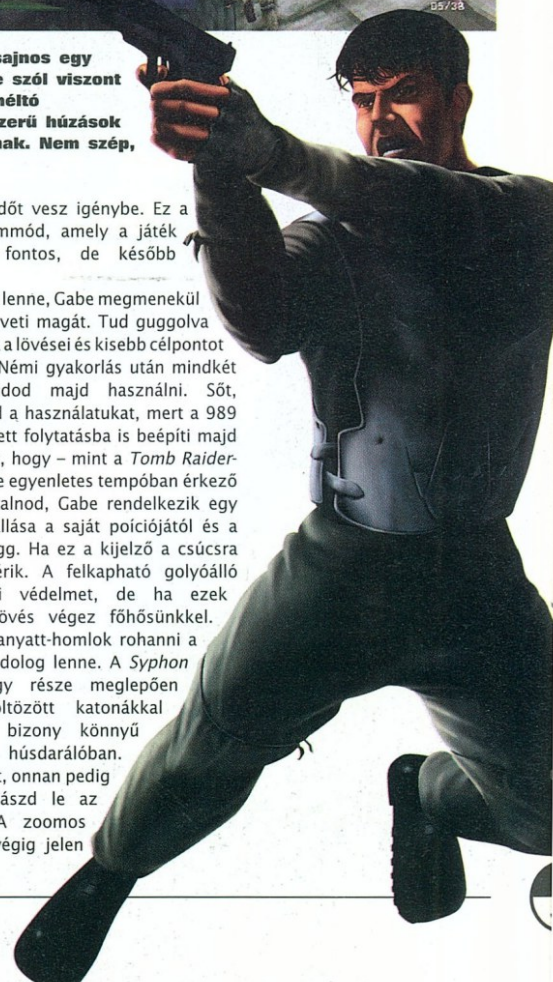 05/38
sajnos egy
e szól viszont
méltó
zerű húzások
nak. Nem szép,
dőt vesz igénybe. Ez a
mmód, amely a játék
fontos, de később
lenne, Gabe megmenekül
veti magát. Tud guggolva
a lövései és kisebb célpontot
Némi gyakorlás után mindkét
dod majd használni. Sőt,
l a használatukat, mert a 989
ett folytatásba is beépíti majd
, hogy – mint a Tomb Raider-
e egyenletes tempóban érkező
alnod, Gabe rendelkezik egy
állása a saját poíciójától és a
gg. Ha ez a kijelző a csúcsra
érik. A felkapható golyóálló
i védelmet, de ha ezek
övés végez főhősünkkel.
anyatt-homlok rohanni a
dolog lenne. A Syphon
gy része meglepően
öltözött katonákkal
bizony könnyű
húsdarálóban.
t, onnan pedig
ászd le az
A zoomos
végig jelen